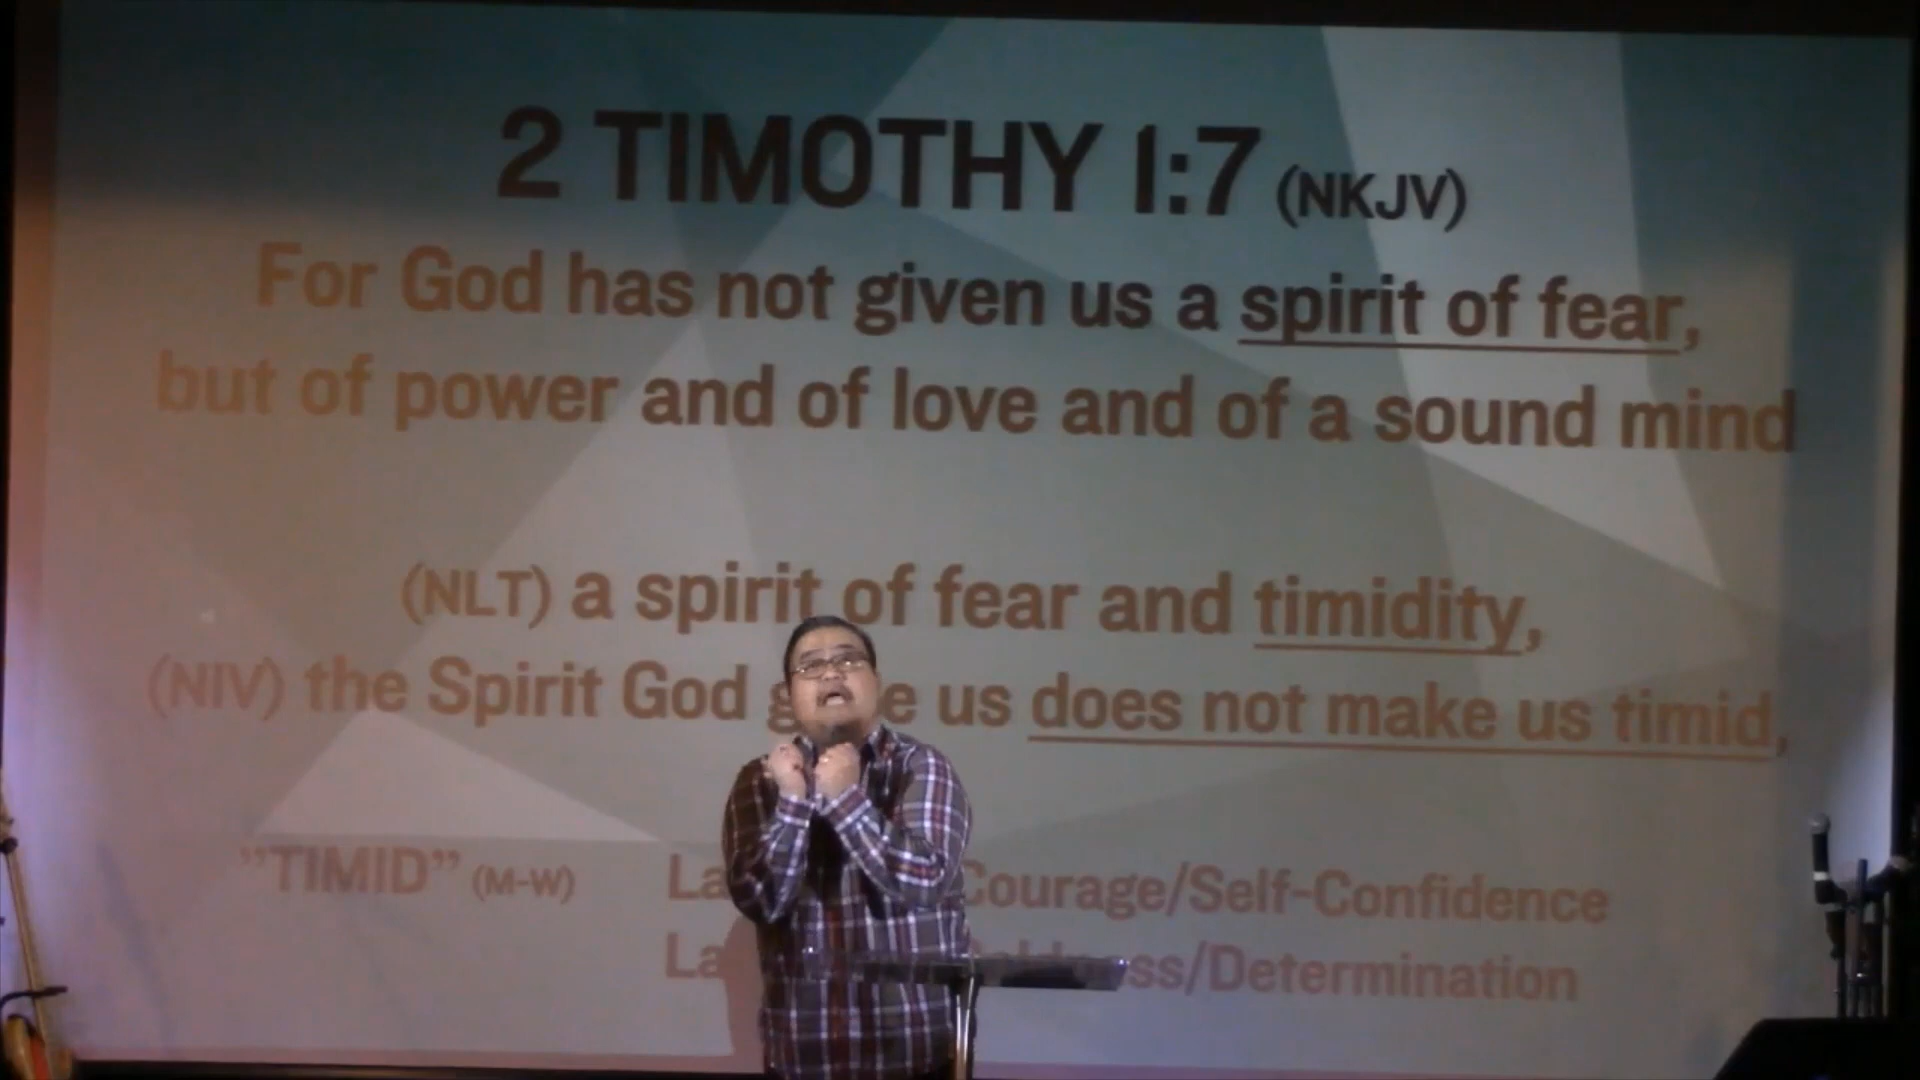 2 TIMOTHY 1:7 (NKJV)
For God has not given us a spirit of fear,
but of power and of love and of a sound mind
(NLT) a spirit of fear and timidity,
(NIV) the Spirit God us does not make us timid,
”TIMID” (M-W) Courage/Self-Confidence
/Determination